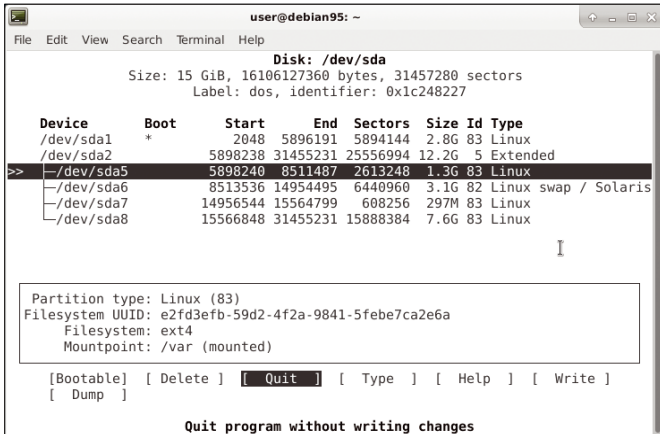 user@debian95: ~
File Edit View Search Terminal Help
Disk: /dev/sda
Size: 15 GiB, 16106127360 bytes, 31457280 sectors
Label: dos, identifier: 0x1c248227
Device Boot Start End Sectors Size Id Type
/dev/sda1 * 2048 5896191 5894144 2.8G 83 Linux
/dev/sda2 5898238 31455231 25556994 12.2G 5 Extended
>> ├─/dev/sda5 5898240 8511487 2613248 1.3G 83 Linux
├─/dev/sda6 8513536 14954495 6440960 3.1G 82 Linux swap / Solaris
├─/dev/sda7 14956544 15564799 608256 297M 83 Linux
└─/dev/sda8 15566848 31455231 15888384 7.6G 83 Linux
Partition type: Linux (83)
Filesystem UUID: e2fd3efb-59d2-4f2a-9841-5febe7ca2e6a
Filesystem: ext4
Mountpoint: /var (mounted)
[Bootable] [ Delete ] [ Quit ] [ Type ] [ Help ] [ Write ]
[ Dump ]
Quit program without writing changes